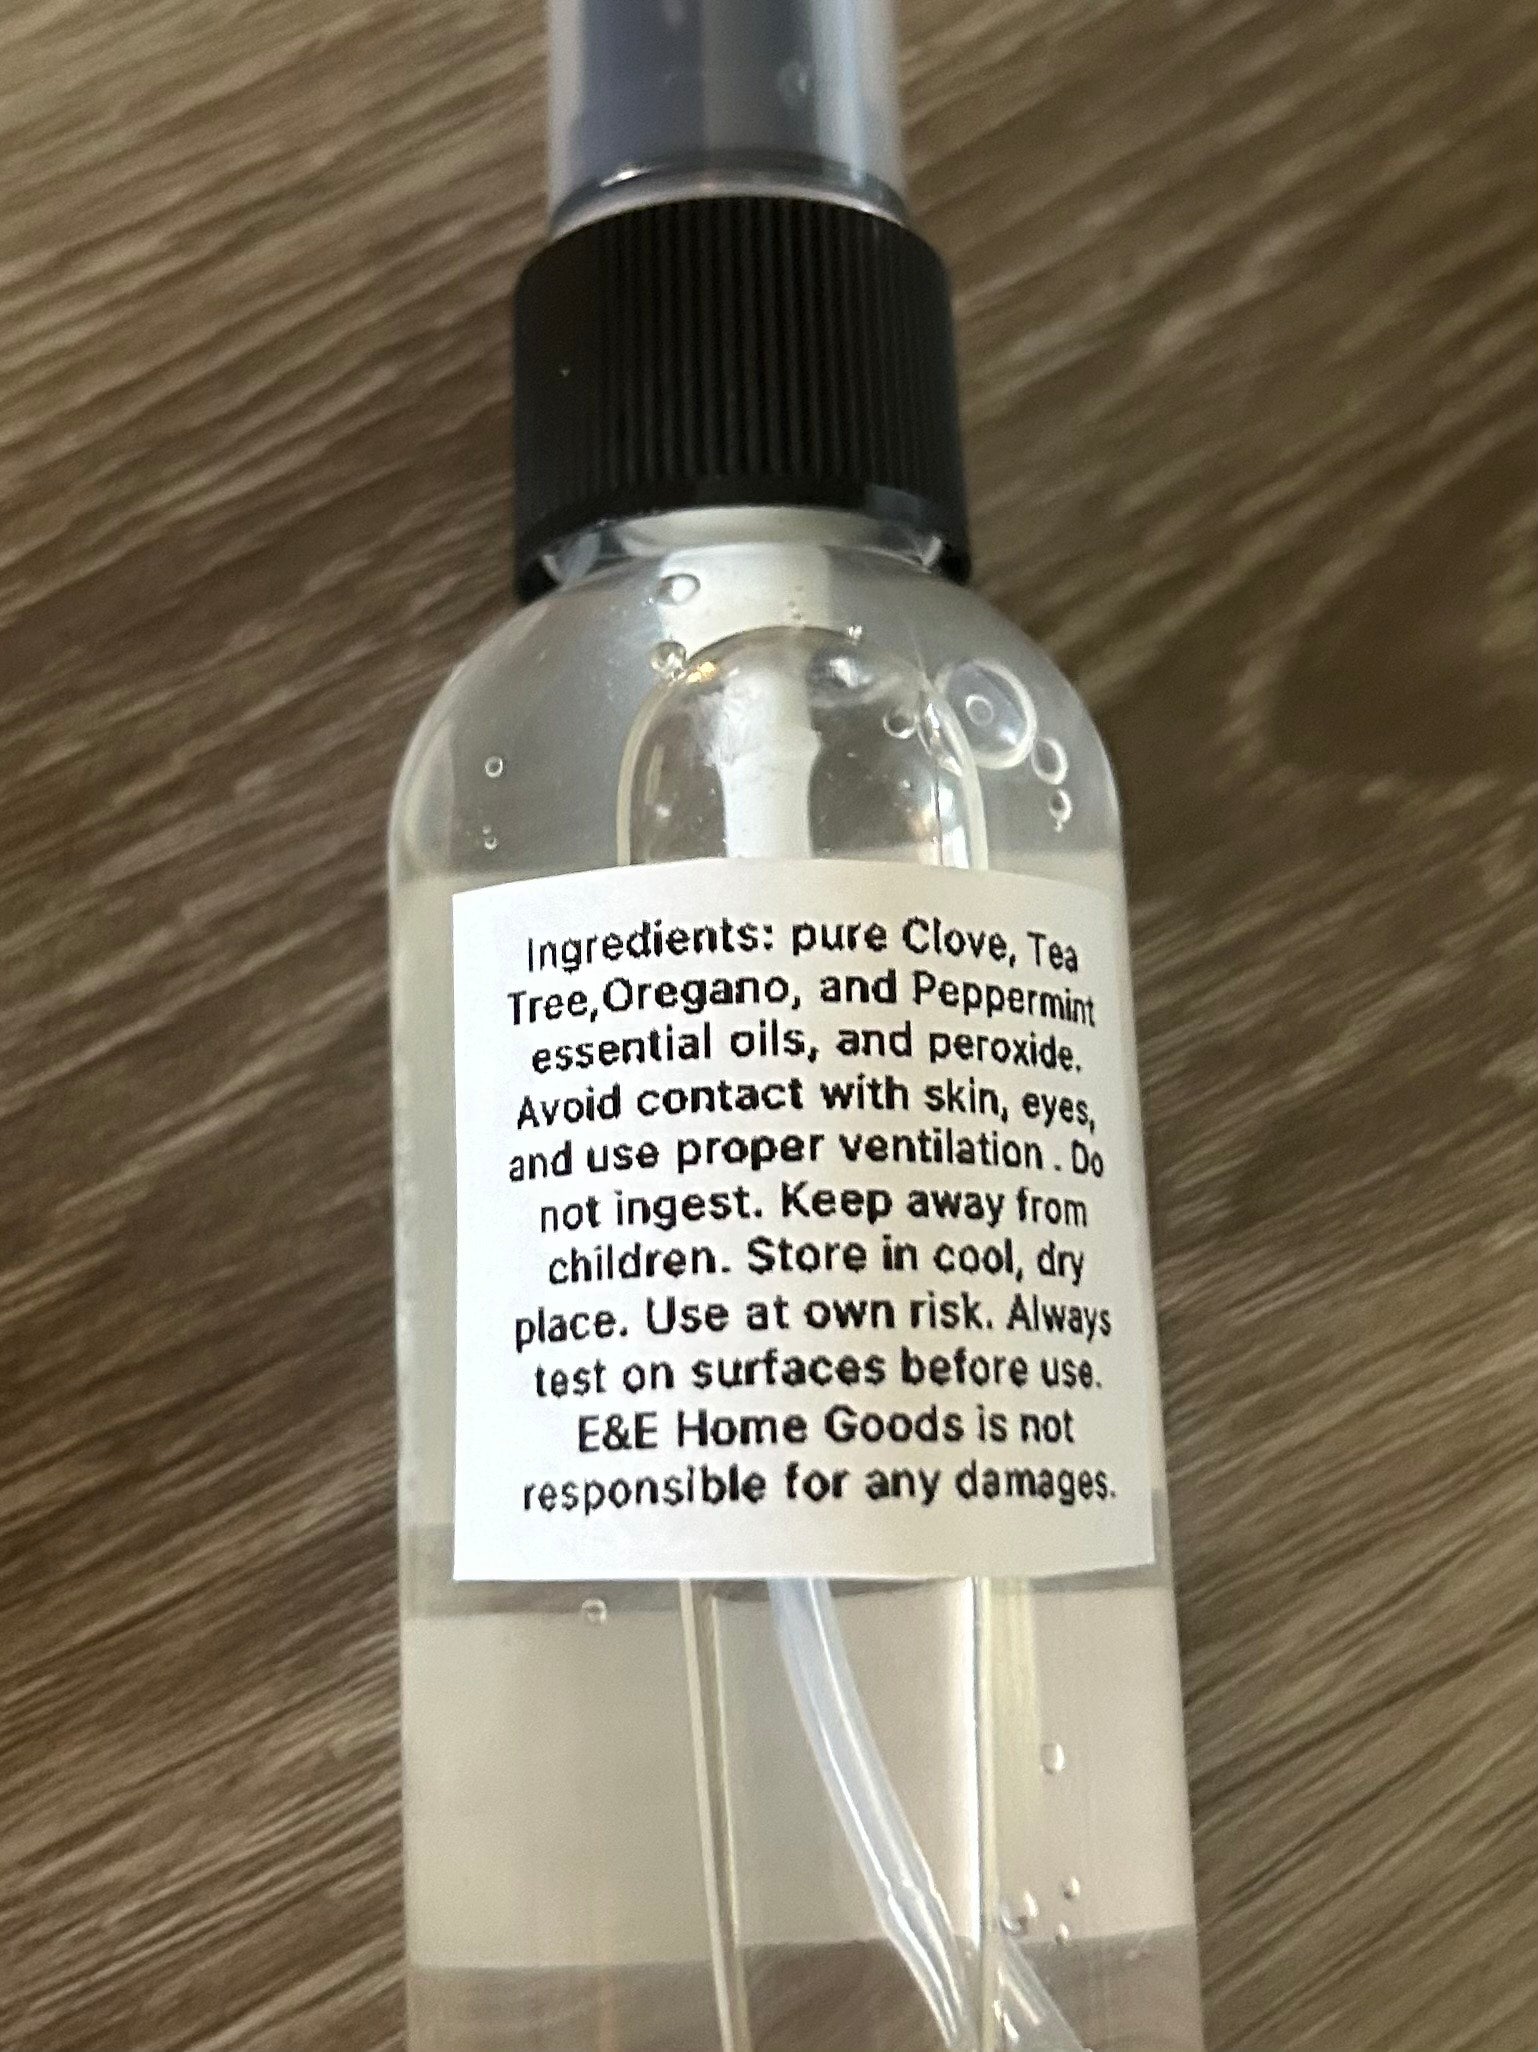 Ingredients: pure Clove, Tea
Tree,Oregano, and Peppermint
essential oils, and peroxide.
Avoid contact with skin, eyes,
and use proper ventilation . Do
not ingest. Keep away from
children. Store in cool, dry
place. Use at own risk. Always
test on surfaces before use.
E&E Home Goods is not
responsible for any damages.